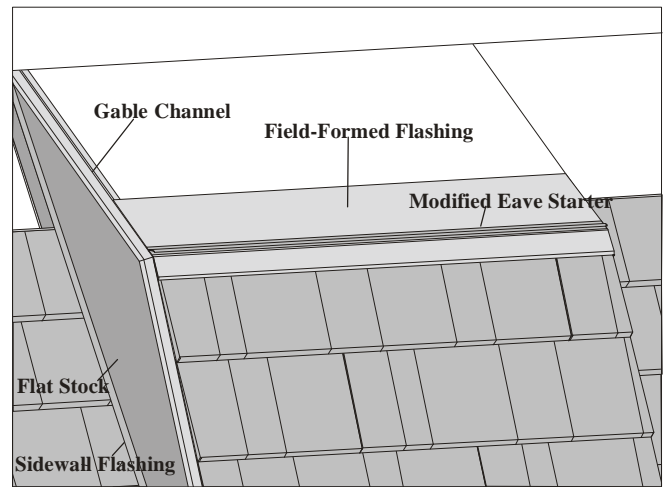 Gable Channel
Field-Formed Flashing
Modified Eave Starter
Flat Stock
Sidewall Flashing